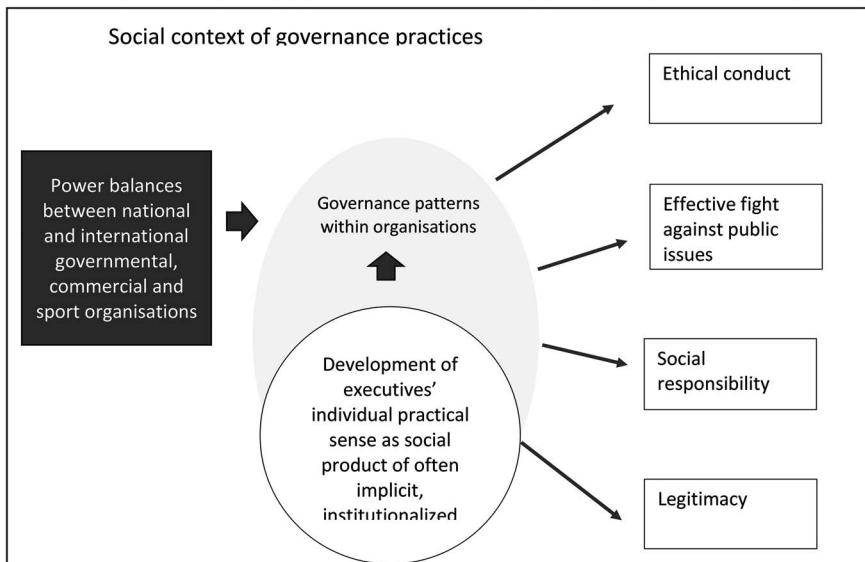 Social context of governance practices
Power balances
between national
and international
governmental,
commercial and
sport organisations
Governance patterns
within organisations
Development of
executives’
individual practical
sense as social
product of often
implicit,
institutionalized
Ethical conduct
Effective fight
against public
issues
Social
responsibility
Legitimacy